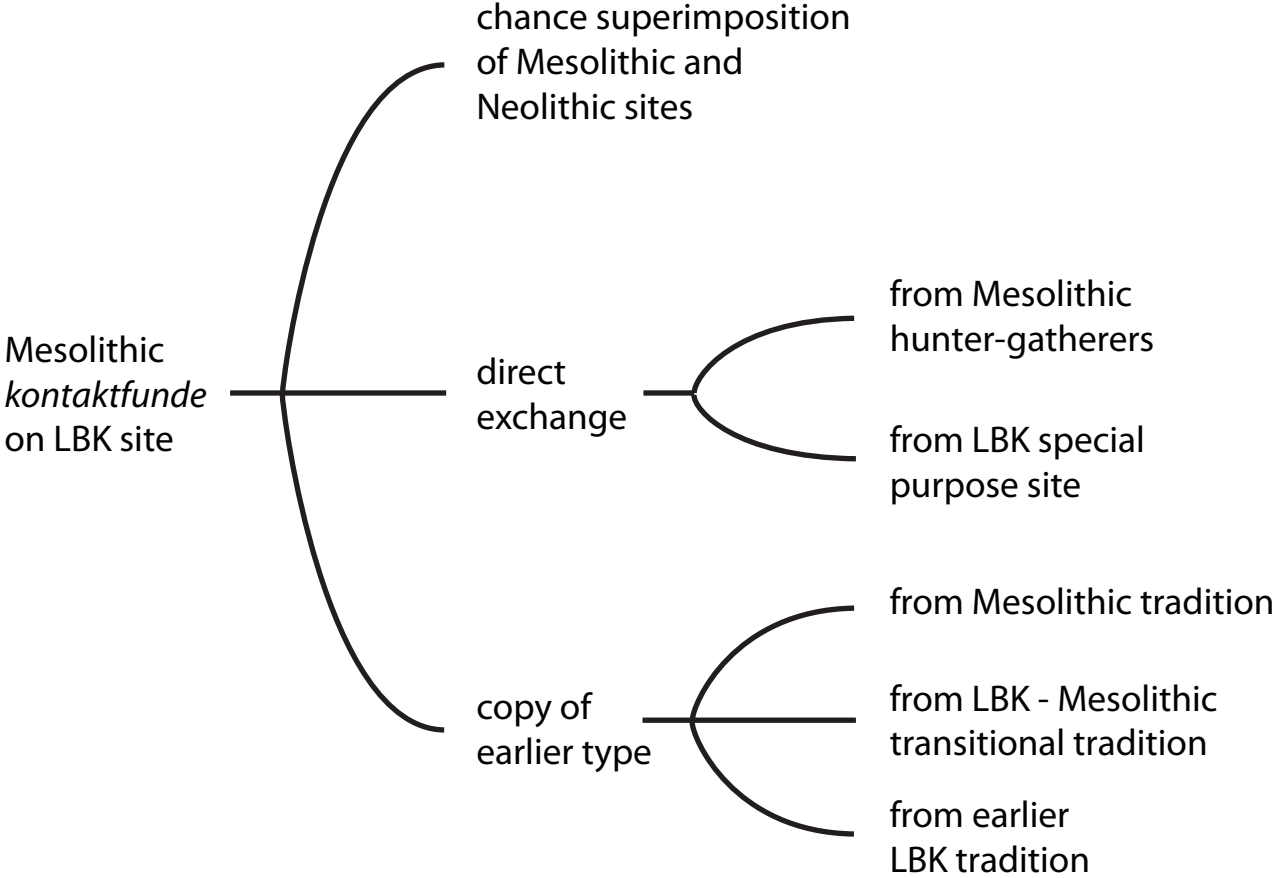 Mesolithic
kontaktfunde
on LBK site
chance superimposition
of Mesolithic and
Neolithic sites
direct
exchange
from Mesolithic
hunter-gatherers
from LBK special
purpose site
copy of
earlier type
from Mesolithic tradition
from LBK - Mesolithic
transitional tradition
from earlier
LBK tradition